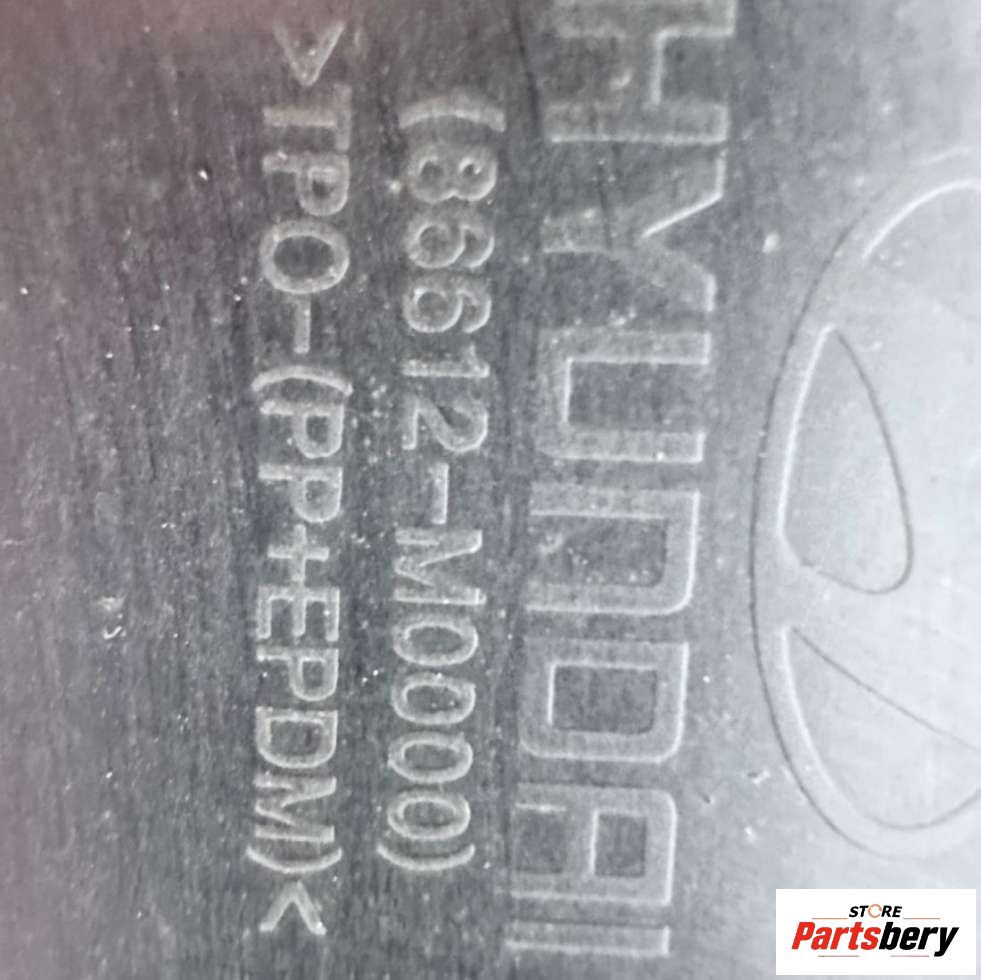 HYUNDAI
(86612-M0000)
>TPO-(PP+EPDM)<
STORE
Partsbery